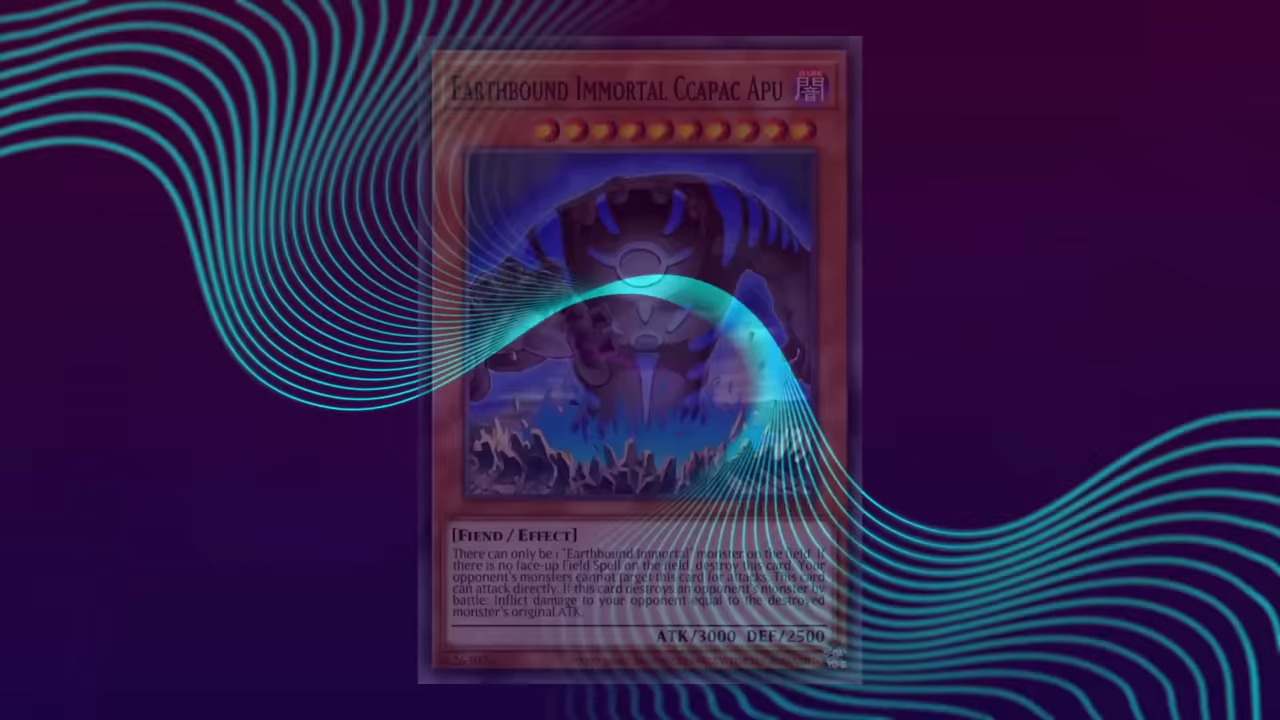 EARTHBOUND IMMORTAL CCAPAC APU
DARK
闇
[FIEND / EFFECT]
There can only be 1 "Earthbound Immortal" monster on the field. If
there is no face-up Field Spell on the field, destroy this card. Your
opponent's monsters cannot target this card for attacks. This card
can attack directly. If this card destroys an opponent's monster by
battle: Inflict damage to your opponent equal to the destroyed
monster's original ATK.
ATK/3000 DEF/2500